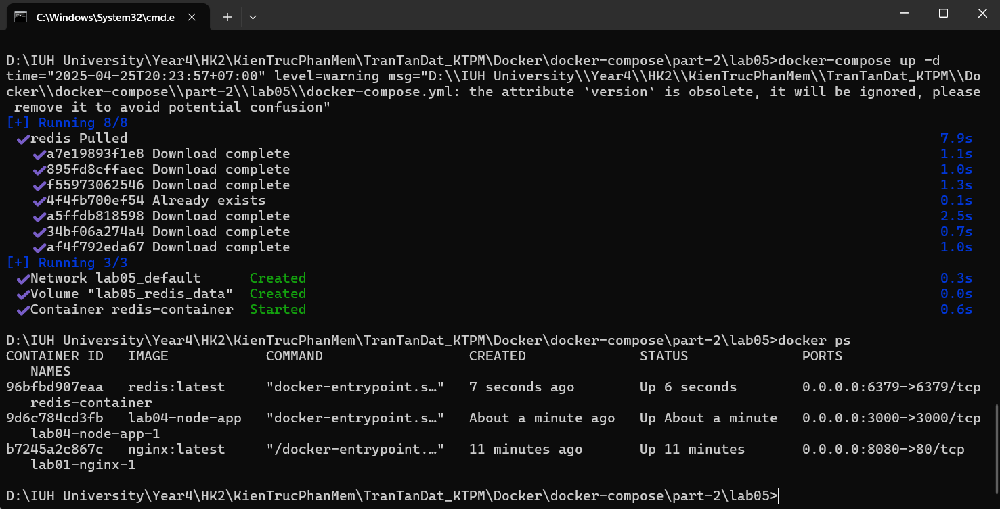 C:\Windows\System32\cmd.e
D:\IUH University\Year4\HK2\KienTrucPhanMem\TranTanDat_KTPM\Docker\docker-compose\part-2\lab05>docker-compose up -d
time="2025-04-25T20:23:57+07:00" level=warning msg="D:\\IUH University\\Year4\\HK2\\KienTrucPhanMem\\TranTanDat_KTPM\\Do
cker\\docker-compose\\part-2\\lab05\\docker-compose.yml: the attribute `version` is obsolete, it will be ignored, please
 remove it to avoid potential confusion"
[+] Running 8/8
 ✔redis Pulled 7.9s
   ✔a7e19893f1e8 Download complete 1.1s
   ✔895fd8cffaec Download complete 1.0s
   ✔f55973062546 Download complete 1.3s
   ✔4f4fb700ef54 Already exists 0.1s
   ✔a5ffdb818598 Download complete 2.5s
   ✔34bf06a274a4 Download complete 0.7s
   ✔af4f792eda67 Download complete 1.0s
[+] Running 3/3
 ✔Network lab05_default      Created 0.3s
 ✔Volume "lab05_redis_data"  Created 0.0s
 ✔Container redis-container  Started 0.6s
D:\IUH University\Year4\HK2\KienTrucPhanMem\TranTanDat_KTPM\Docker\docker-compose\part-2\lab05>docker ps
CONTAINER ID   IMAGE            COMMAND                  CREATED              STATUS              PORTS
   NAMES
96bfbd907eaa   redis:latest     "docker-entrypoint.s…"   7 seconds ago        Up 6 seconds        0.0.0.0:6379->6379/tcp
   redis-container
9d6c784cd3fb   lab04-node-app   "docker-entrypoint.s…"   About a minute ago   Up About a minute   0.0.0.0:3000->3000/tcp
   lab04-node-app-1
b7245a2c867c   nginx:latest     "/docker-entrypoint.…"   11 minutes ago       Up 11 minutes       0.0.0.0:8080->80/tcp
   lab01-nginx-1
D:\IUH University\Year4\HK2\KienTrucPhanMem\TranTanDat_KTPM\Docker\docker-compose\part-2\lab05>